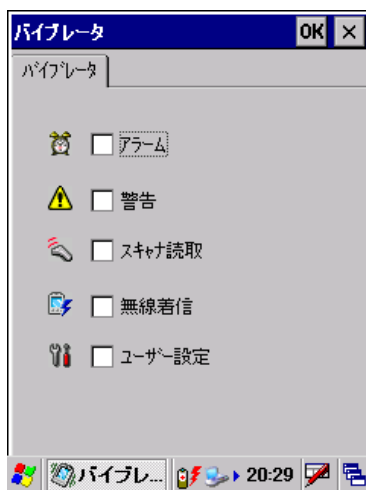 バイブレータ OK ×
バイブレータ
アラーム
警告
スキャナ読取
無線着信
ユーザー設定
バイブレ... 20:29